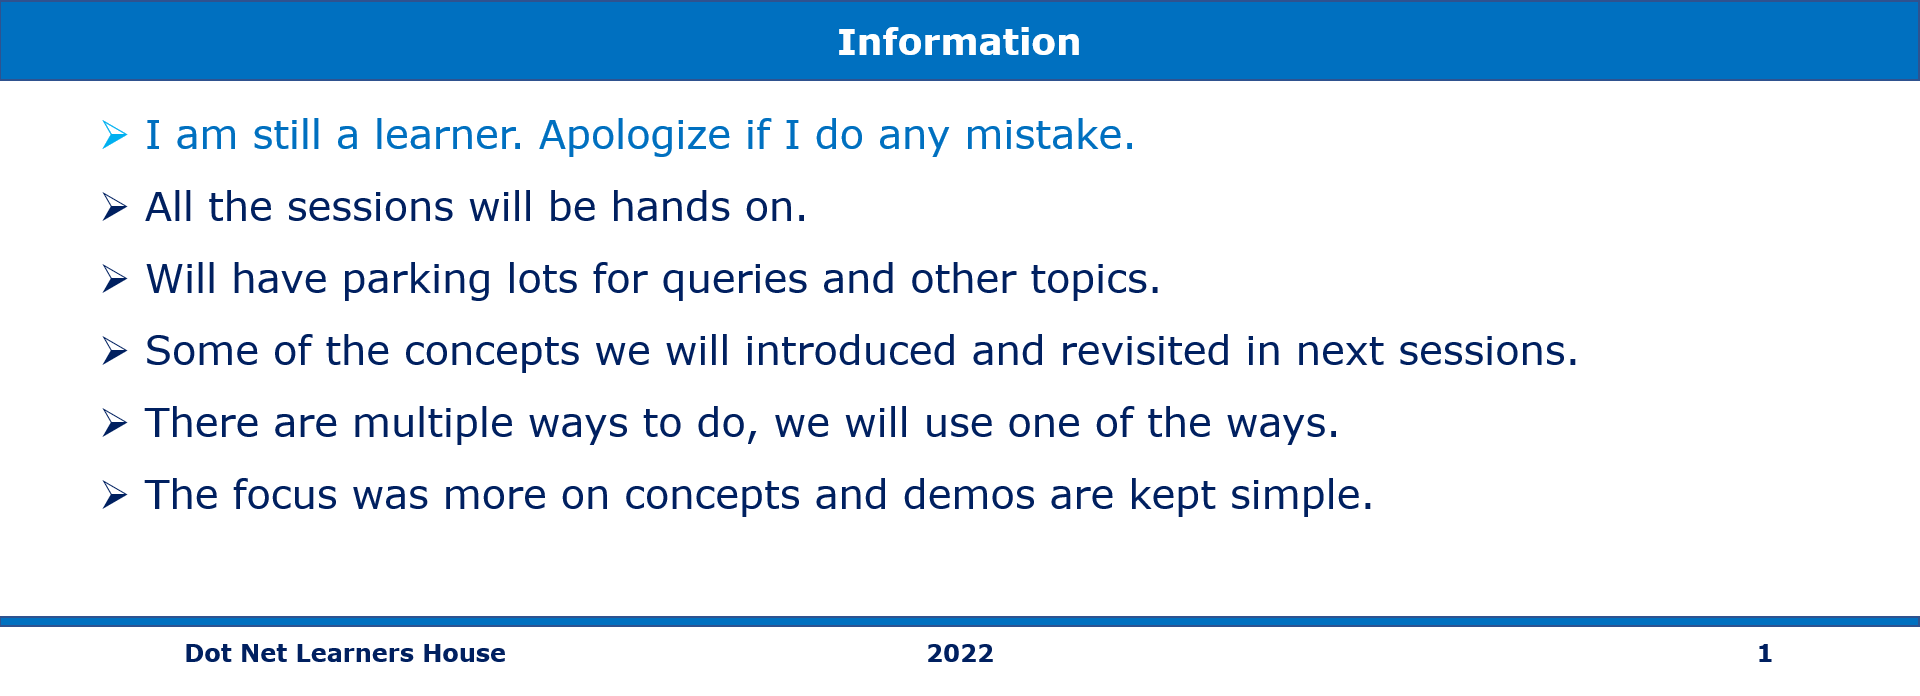 Information
➢ I am still a learner. Apologize if I do any mistake.
➢ All the sessions will be hands on.
➢ Will have parking lots for queries and other topics.
➢ Some of the concepts we will introduced and revisited in next sessions.
➢ There are multiple ways to do, we will use one of the ways.
➢ The focus was more on concepts and demos are kept simple.
Dot Net Learners House 2022 1